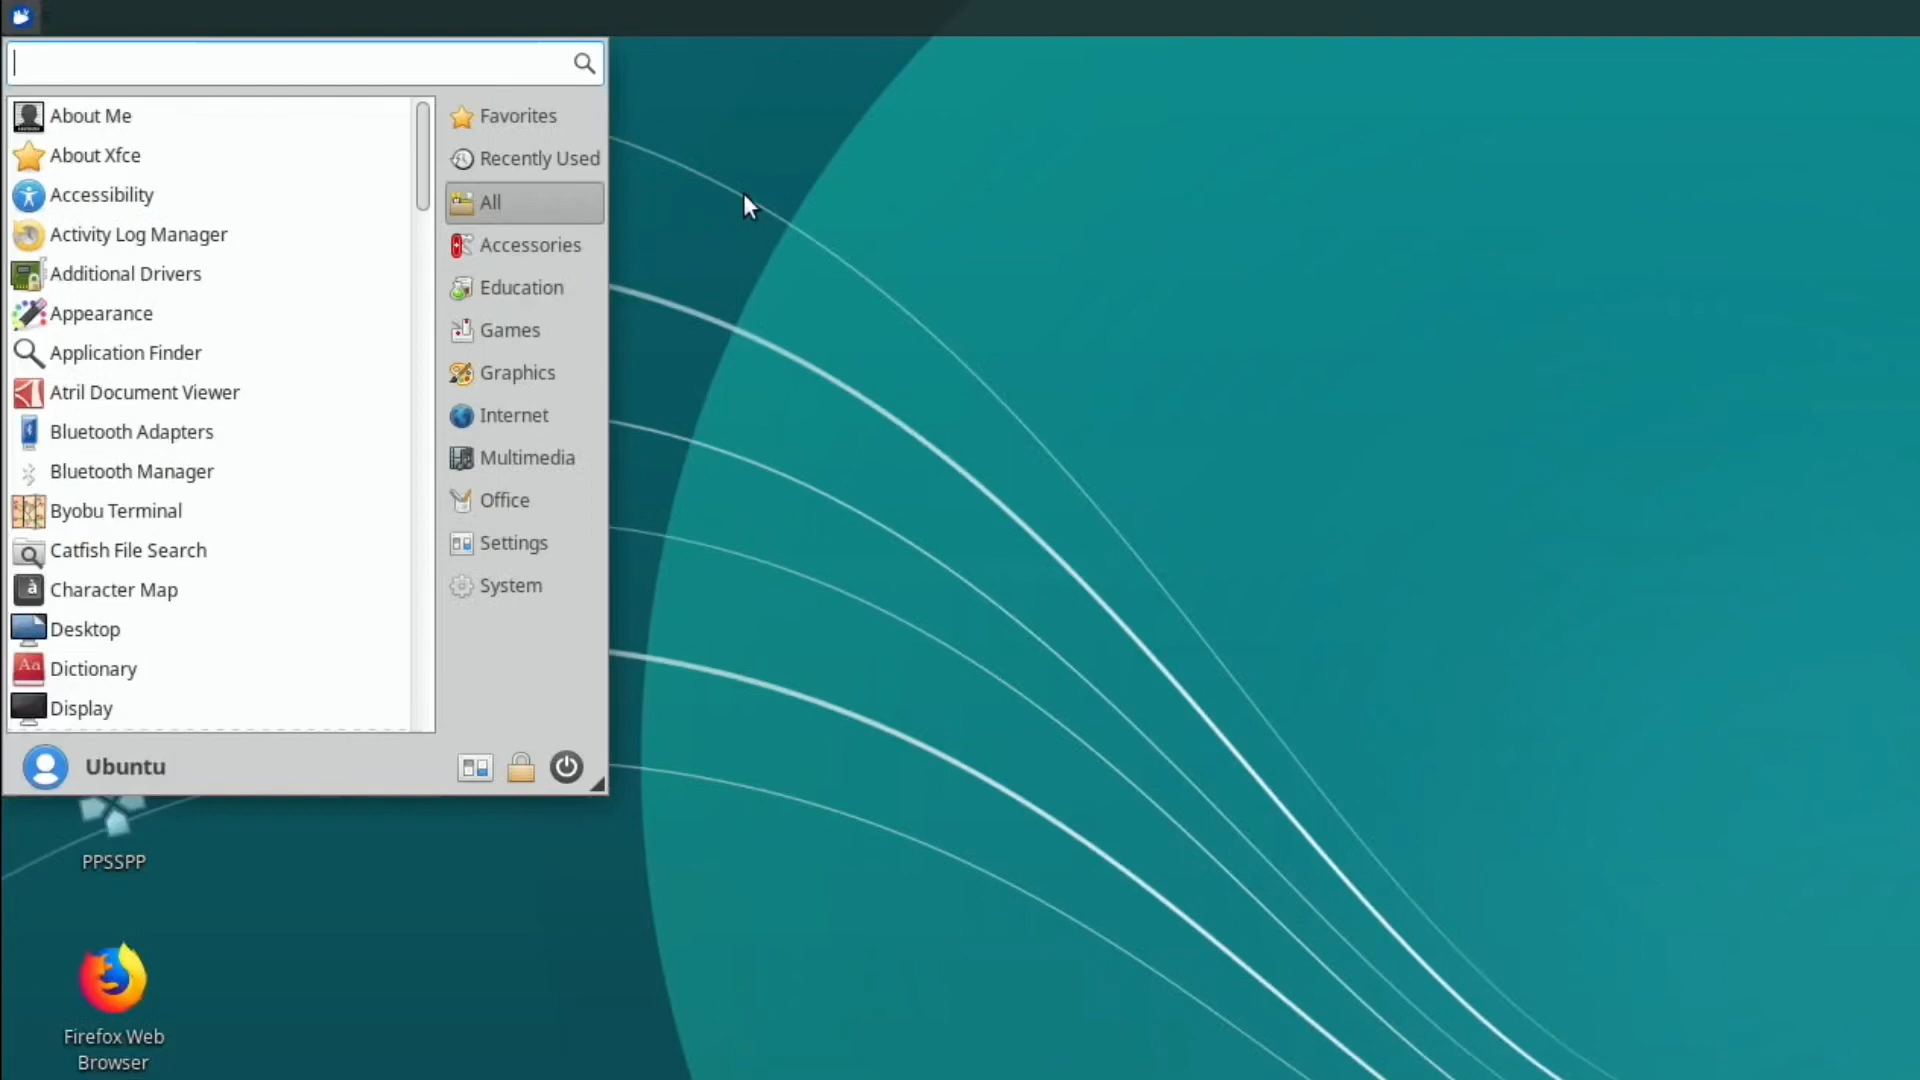 About Me
About Xfce
Accessibility
Activity Log Manager
Additional Drivers
Appearance
Application Finder
Atril Document Viewer
Bluetooth Adapters
Bluetooth Manager
Byobu Terminal
Catfish File Search
Character Map
Desktop
Dictionary
Display
Favorites
Recently Used
All
Accessories
Education
Games
Graphics
Internet
Multimedia
Office
Settings
System
Ubuntu
PPSSPP
Firefox Web
Browser